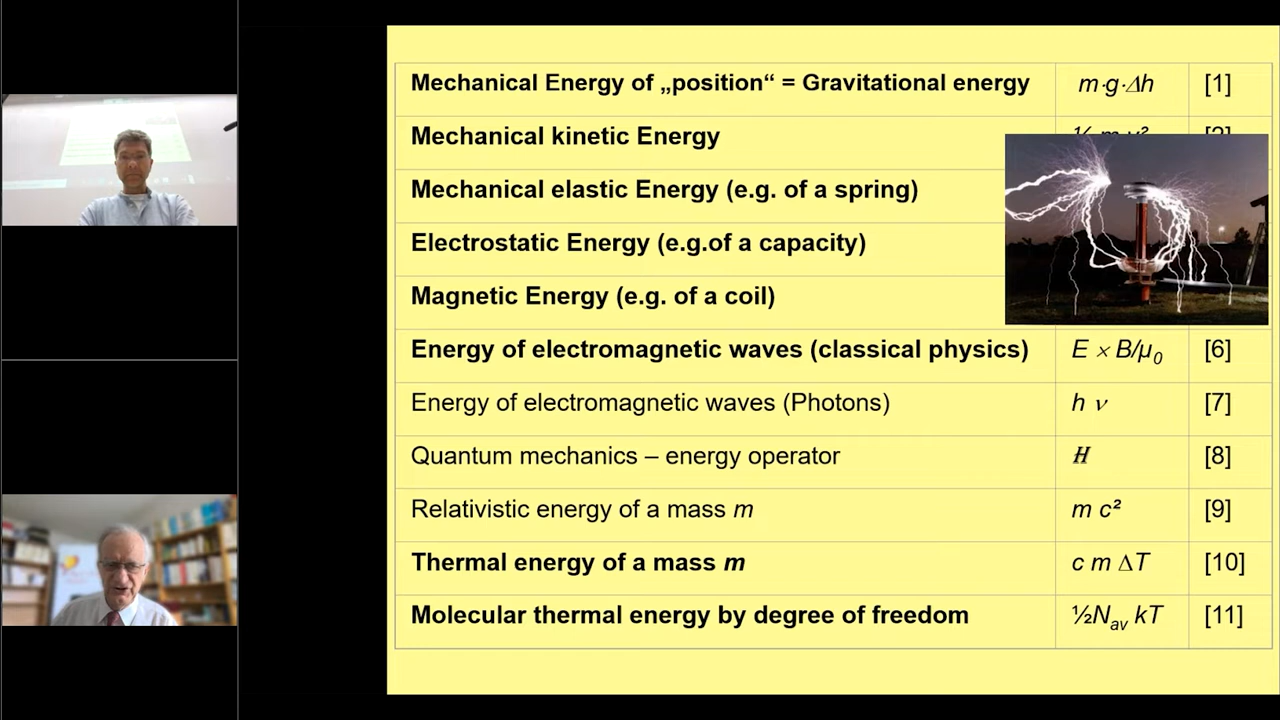 Mechanical Energy of „position“ = Gravitational energy m·g·Δh [1]
Mechanical kinetic Energy
Mechanical elastic Energy (e.g. of a spring)
Electrostatic Energy (e.g.of a capacity)
Magnetic Energy (e.g. of a coil)
Energy of electromagnetic waves (classical physics) E × B/μ₀ [6]
Energy of electromagnetic waves (Photons) h ν [7]
Quantum mechanics – energy operator H [8]
Relativistic energy of a mass m m c² [9]
Thermal energy of a mass m c m ΔT [10]
Molecular thermal energy by degree of freedom ½Nav kT [11]